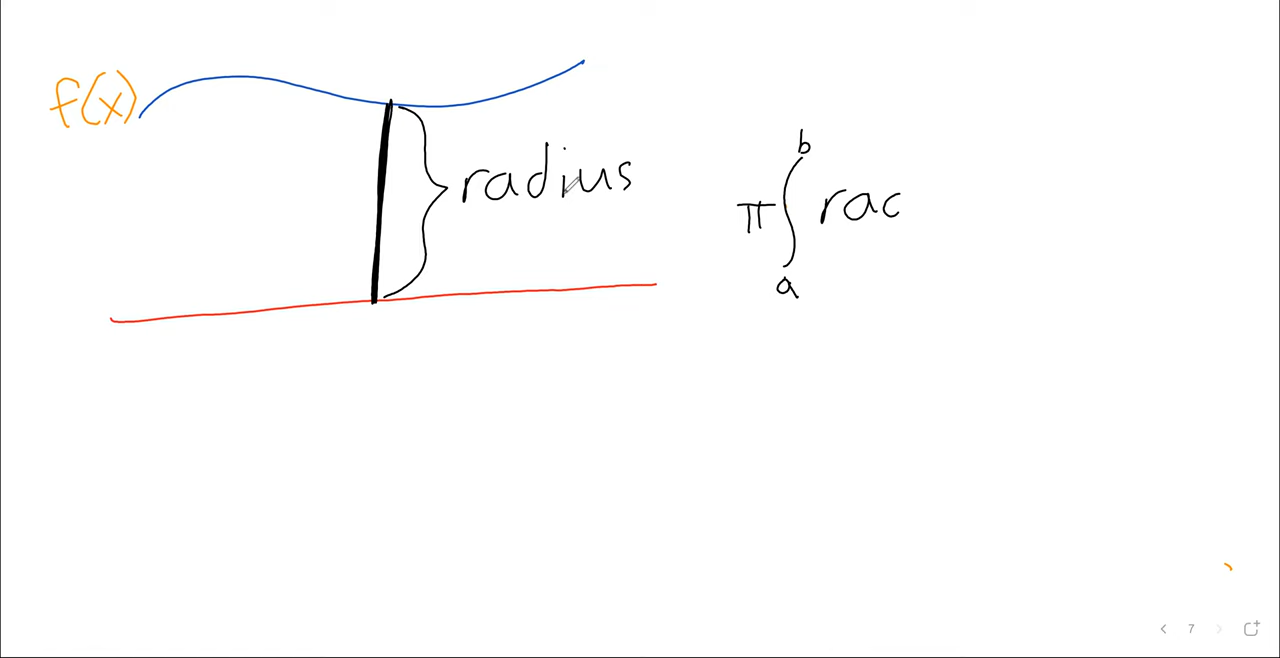 f(x)
radius
b
π∫ rac
a
7